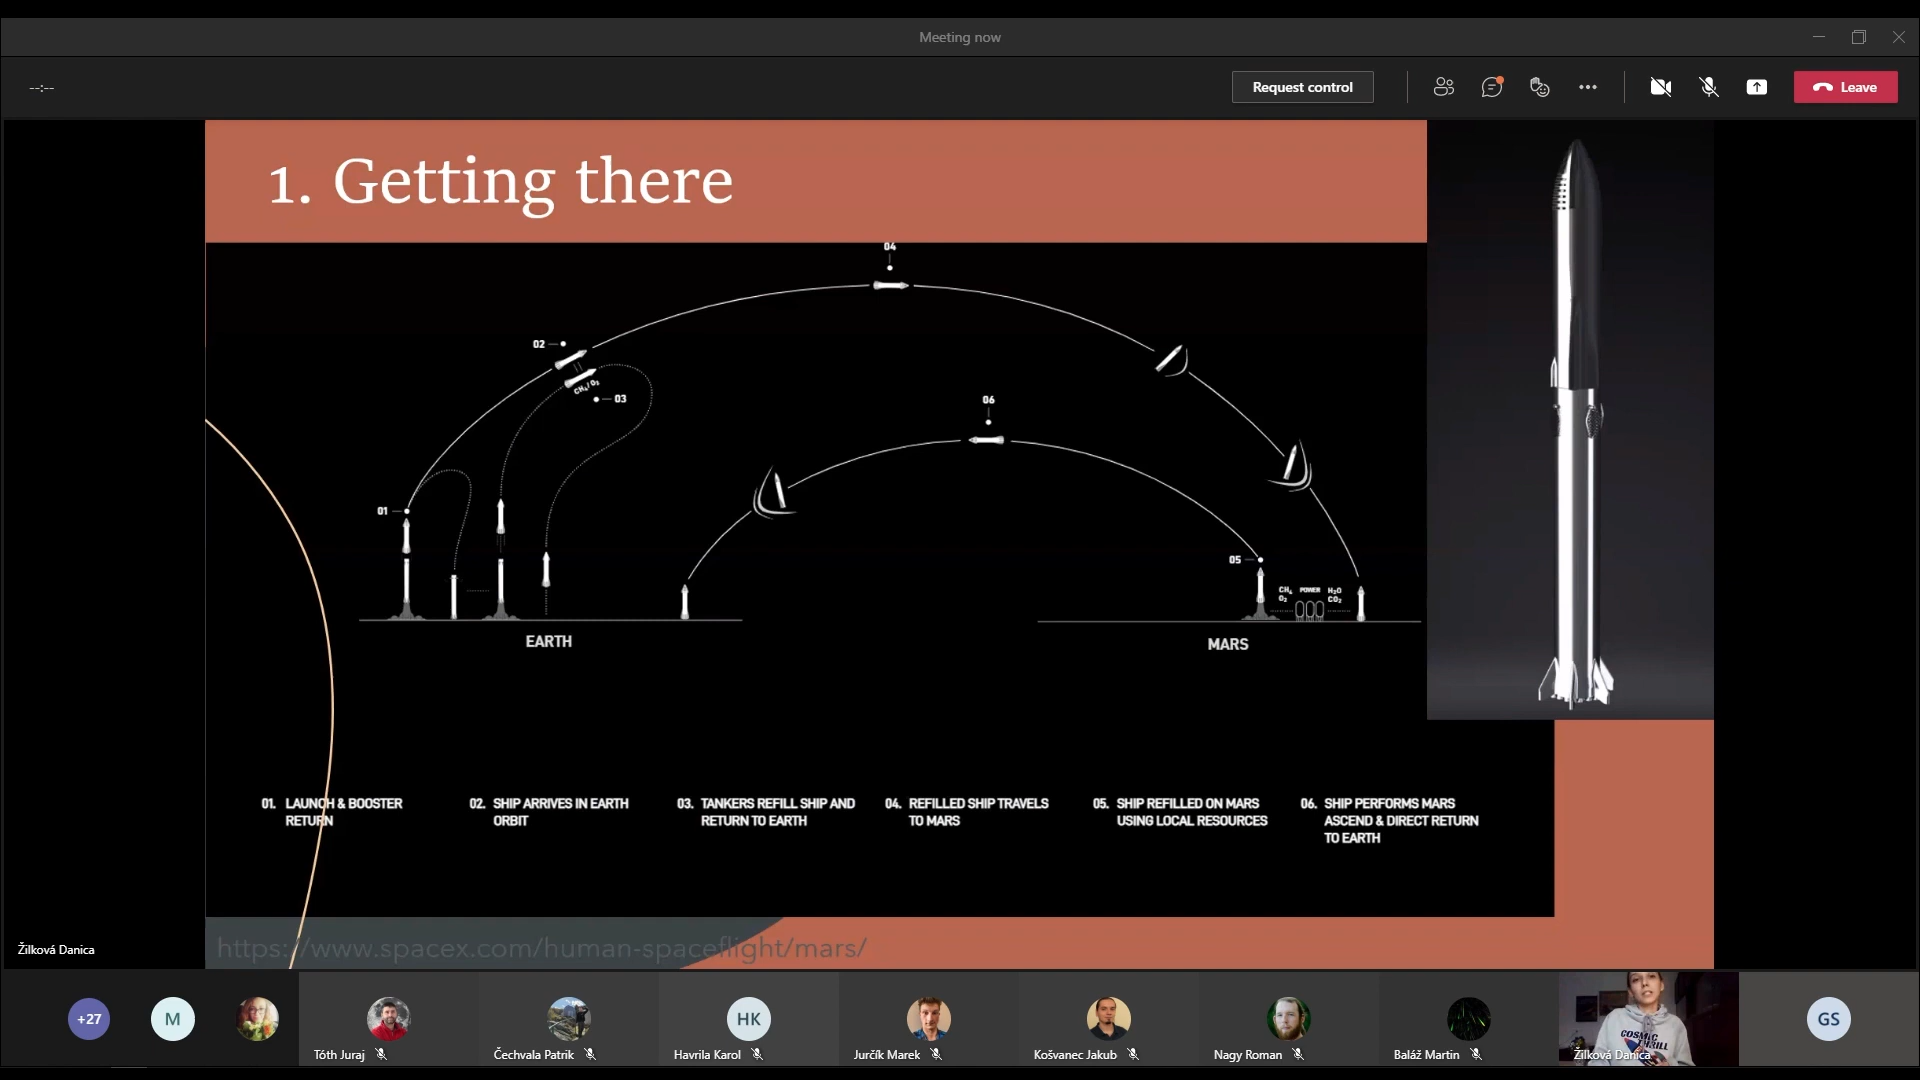 Meeting now
--:--
Request control
Leave
1. Getting there
04
02
CH₄/O₂
03
06
01
05
CH₄
O₂
POWER
H₂O
CO₂
EARTH
MARS
01. LAUNCH & BOOSTER
RETURN
02. SHIP ARRIVES IN EARTH
ORBIT
03. TANKERS REFILL SHIP AND
RETURN TO EARTH
04. REFILLED SHIP TRAVELS
TO MARS
05. SHIP REFILLED ON MARS
USING LOCAL RESOURCES
06. SHIP PERFORMS MARS
ASCEND & DIRECT RETURN
TO EARTH
Žilková Danica
https://www.spacex.com/human-spaceflight/mars/
+27
M
HK
GS
COSMIC
THRILL
Tóth Juraj
Čechvala Patrik
Havrila Karol
Jurčík Marek
Košvanec Jakub
Nagy Roman
Baláž Martin
Žilková Danica